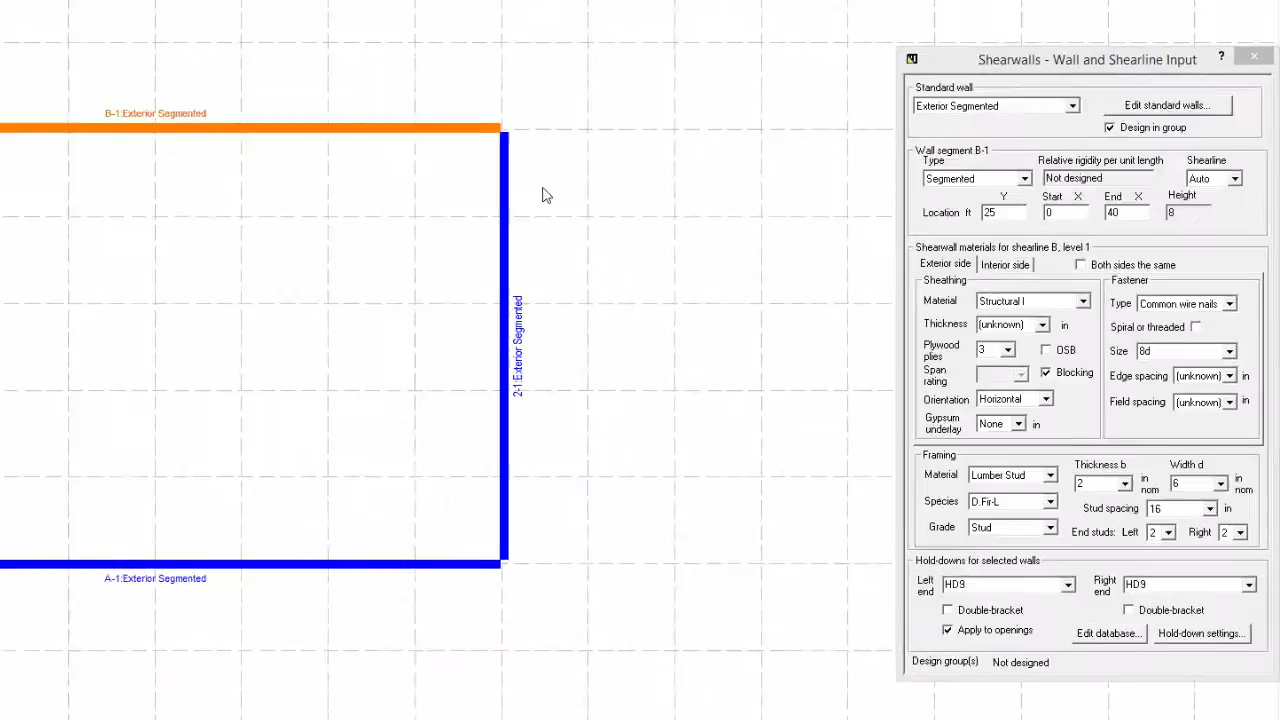 B-1:Exterior Segmented
2-1:Exterior Segmented
A-1:Exterior Segmented
Shearwalls - Wall and Shearline Input
?
Standard wall
Exterior Segmented
Edit standard walls...
Design in group
Wall segment B-1
Type
Relative rigidity per unit length
Shearline
Segmented
Not designed
Auto
Y
Start X
End X
Height
Location ft
25
0
40
8
Shearwall materials for shearline B, level 1
Exterior side
Interior side
Both sides the same
Sheathing
Material
Structural I
Thickness
(unknown)
in
Plywood plies
3
OSB
Span rating
Blocking
Orientation
Horizontal
Gypsum underlay
None
in
Fastener
Type
Common wire nails
Spiral or threaded
Size
8d
Edge spacing
(unknown)
in
Field spacing
(unknown)
in
Framing
Material
Lumber Stud
Thickness b
2
in nom
Width d
6
in nom
Species
D.Fir-L
Stud spacing
16
in
Grade
Stud
End studs: Left
2
Right
2
Hold-downs for selected walls
Left end
HD9
Right end
HD9
Double-bracket
Double-bracket
Apply to openings
Edit database...
Hold-down settings...
Design group(s)
Not designed